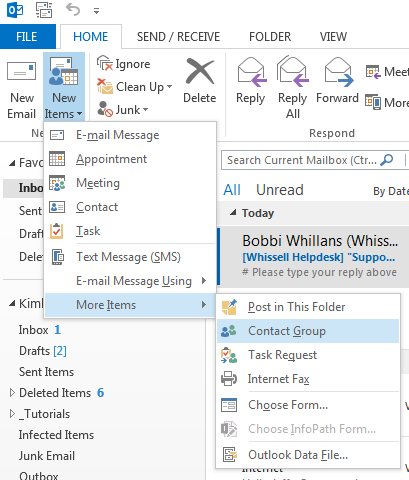 FILE HOME SEND / RECEIVE FOLDER VIEW
New Email
New Items
Ignore
Clean Up
Junk
Delete
Reply
Reply All
Forward
Meet
Respond
E-mail Message
Appointment
Meeting
Contact
Task
Text Message (SMS)
E-mail Message Using
More Items
Post in This Folder
Contact Group
Task Request
Internet Fax
Choose Form...
Choose InfoPath Form...
Outlook Data File...
Search Current Mailbox (Ctr...
All Unread By Date
Today
Bobbi Whillans (Whiss...
[Whissell Helpdesk] "Suppo...
# Please type your reply above
Favo
Inbo
Sent
Draft
Delet
Kiml
Inbox 1
Drafts [2]
Sent Items
Deleted Items 6
_Tutorials
Infected Items
Junk Email
Outbox